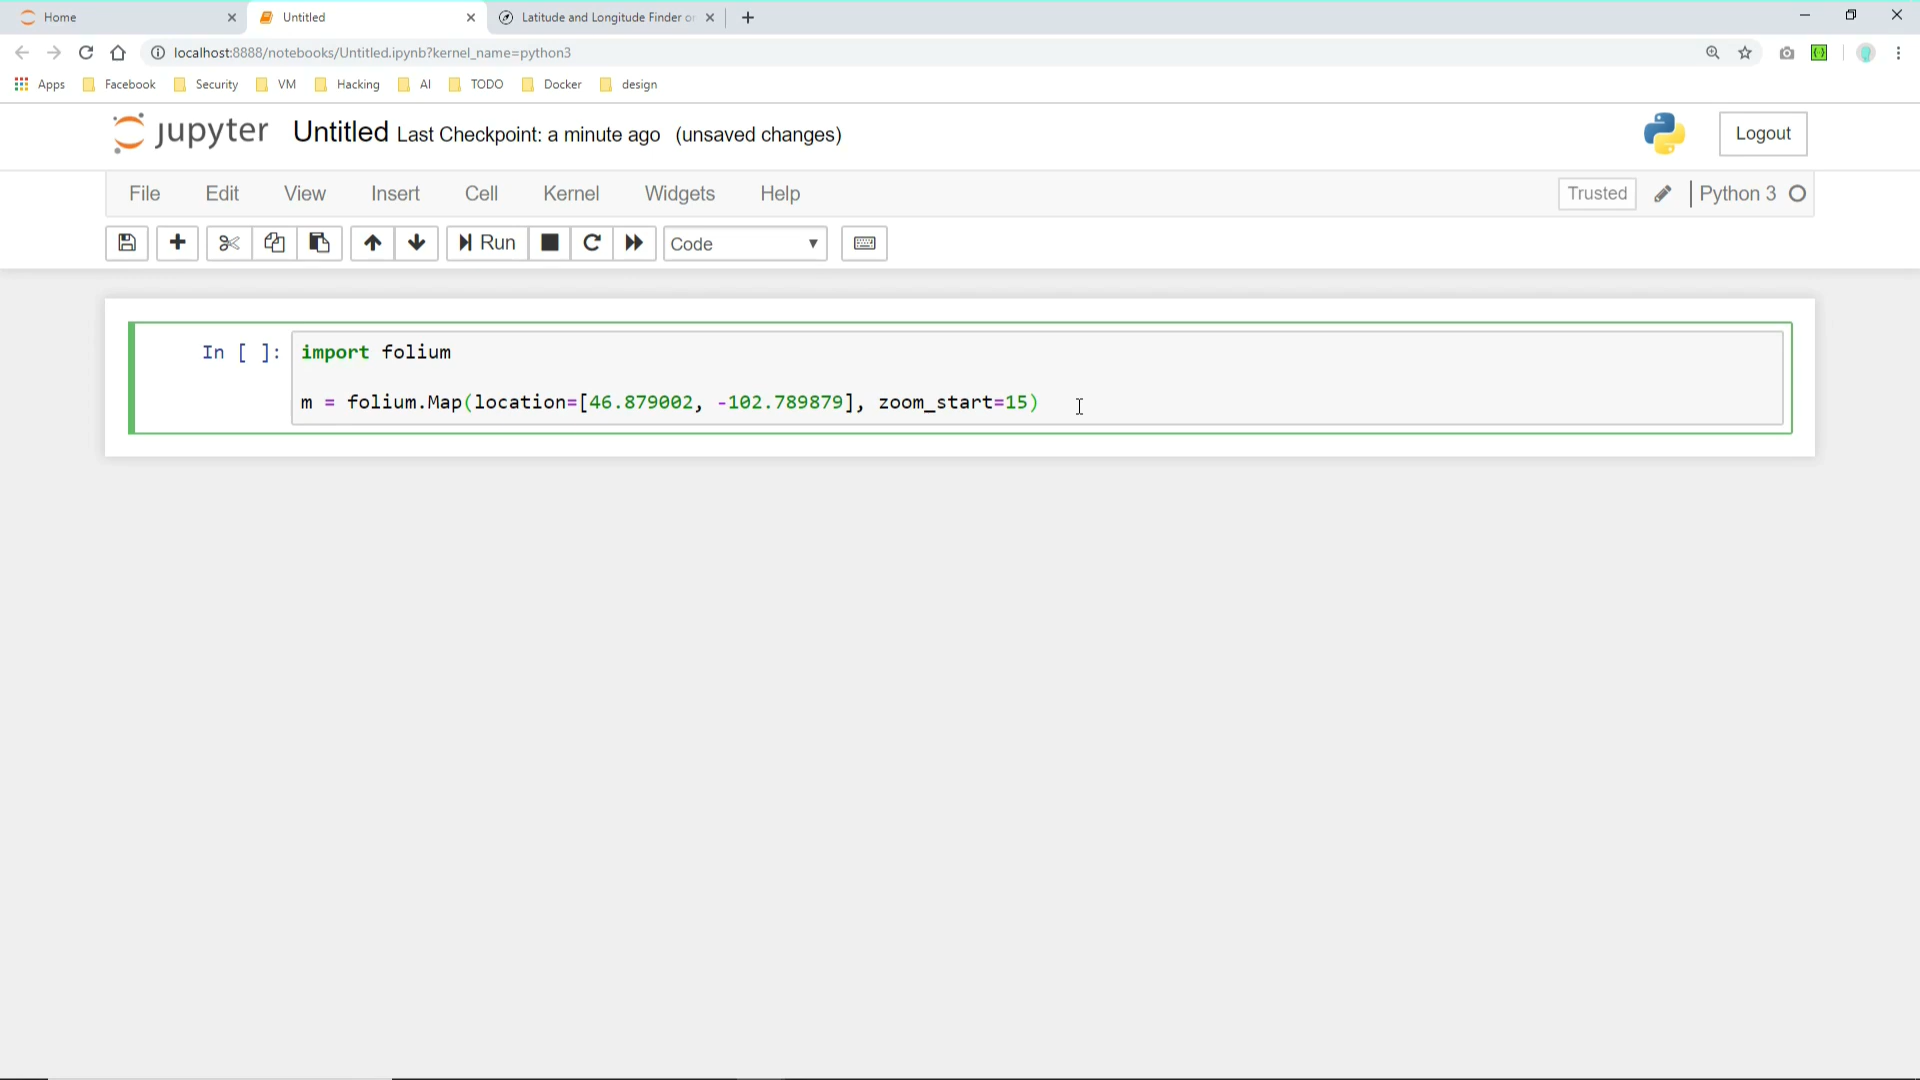 Home
Untitled
Latitude and Longitude Finder o
localhost:8888/notebooks/Untitled.ipynb?kernel_name=python3
Apps Facebook Security VM Hacking AI TODO Docker design
jupyter Untitled Last Checkpoint: a minute ago (unsaved changes)
Logout
File Edit View Insert Cell Kernel Widgets Help
Trusted Python 3
Run Code
In [ ]: import folium
m = folium.Map(location=[46.879002, -102.789879], zoom_start=15)